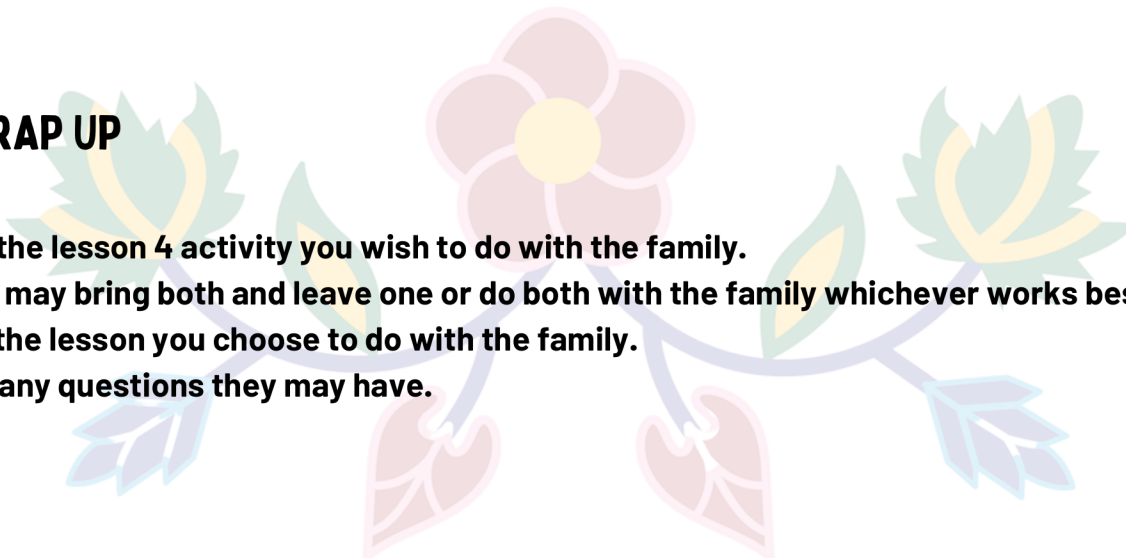 RAP UP
the lesson 4 activity you wish to do with the family.
may bring both and leave one or do both with the family whichever works bes
the lesson you choose to do with the family.
any questions they may have.